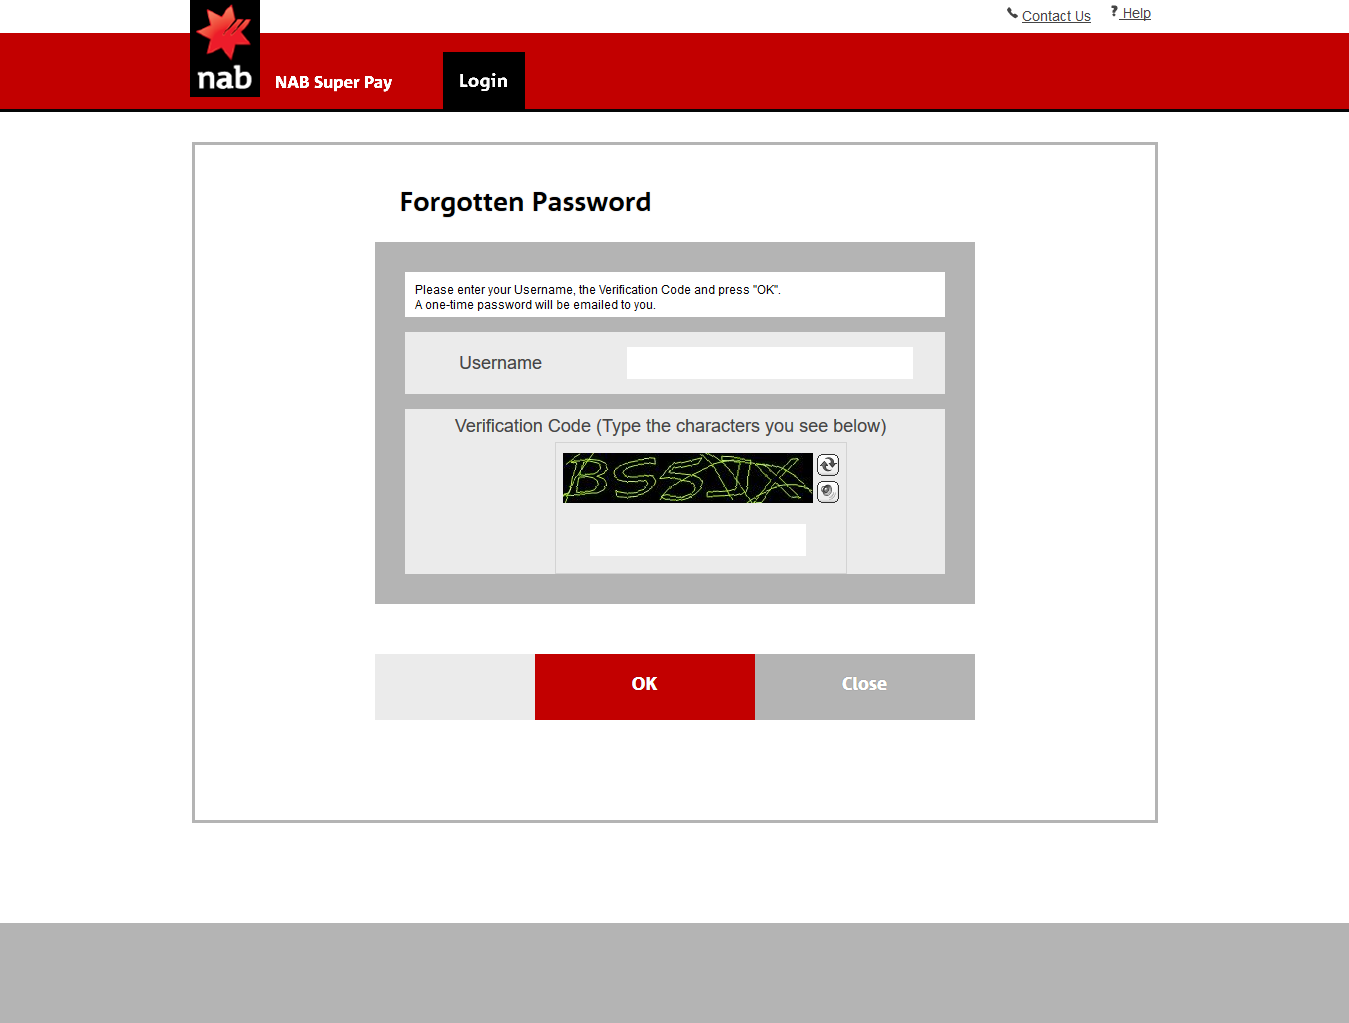 Contact Us
? Help
nab
NAB Super Pay
Login
Forgotten Password
Please enter your Username, the Verification Code and press "OK".
A one-time password will be emailed to you.
Username
Verification Code (Type the characters you see below)
OK
Close